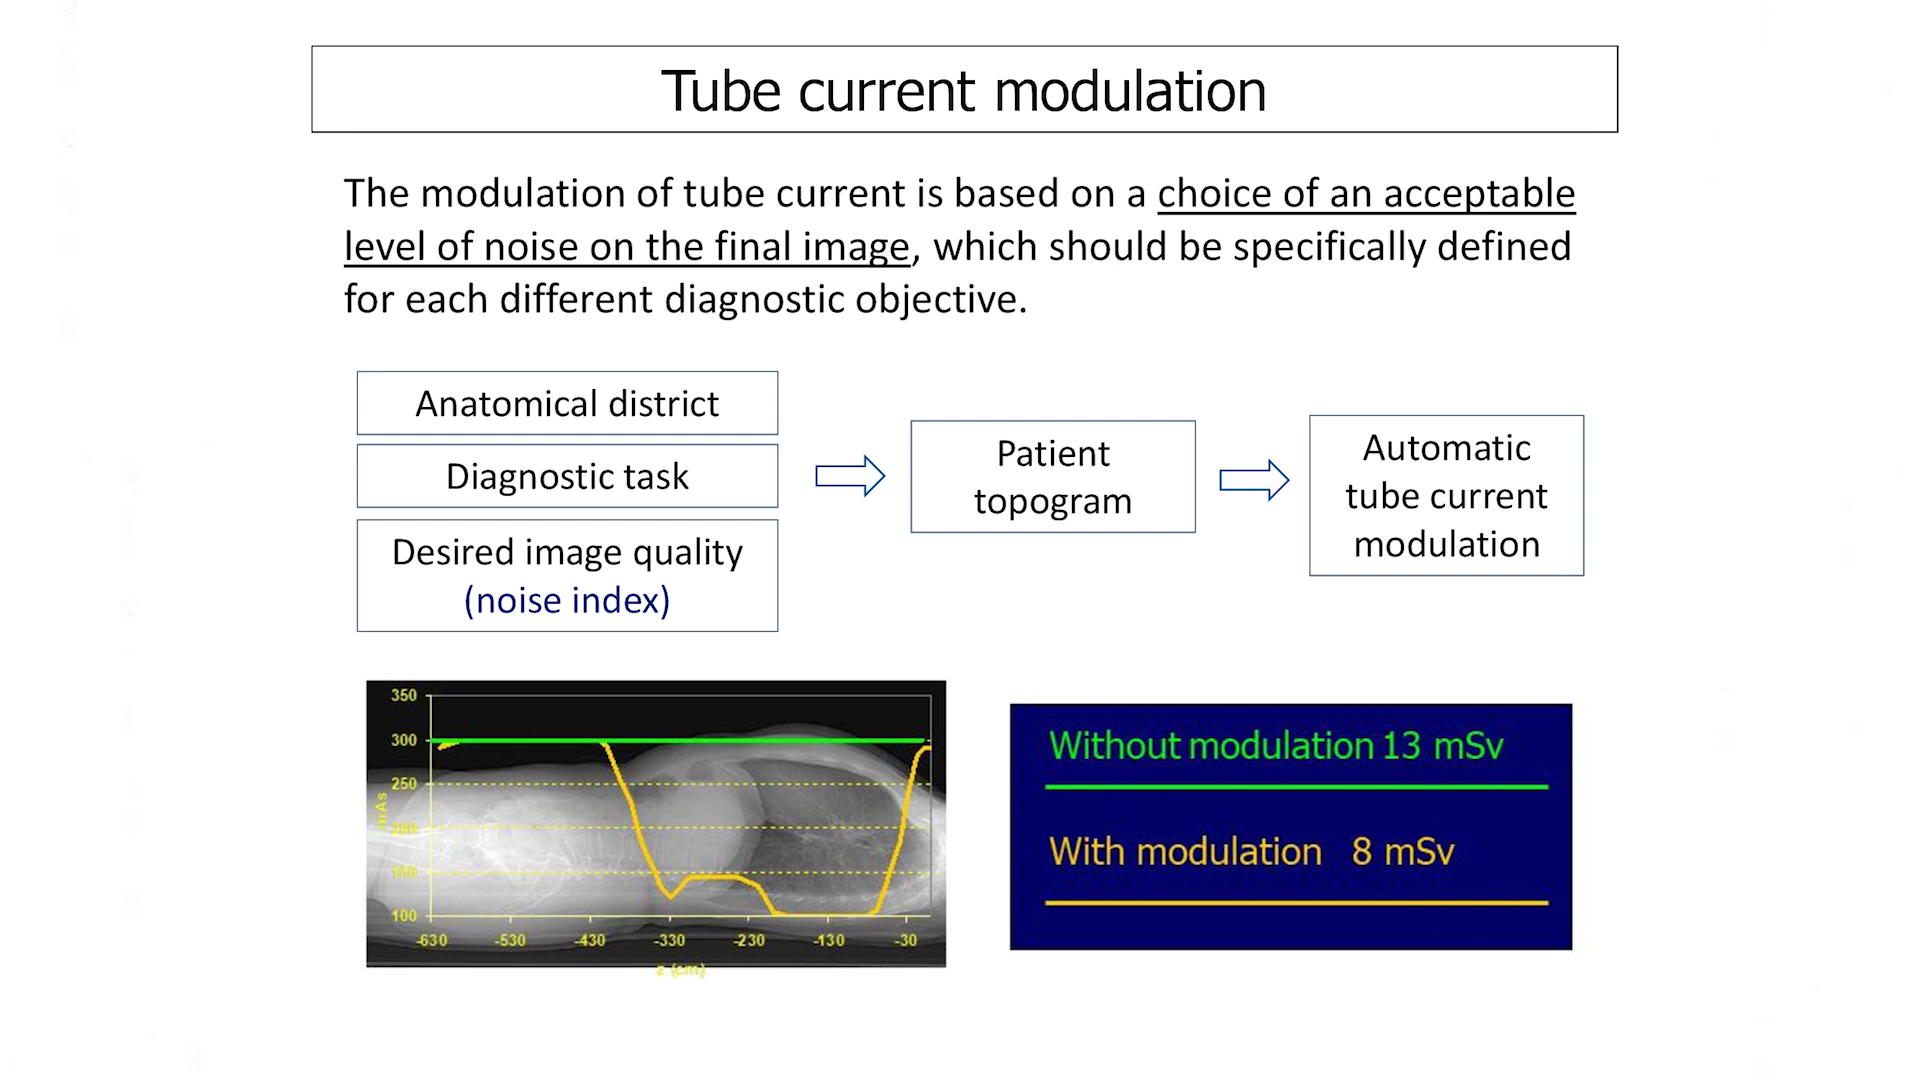 Tube current modulation
The modulation of tube current is based on a choice of an acceptable
level of noise on the final image, which should be specifically defined
for each different diagnostic objective.
Anatomical district
Diagnostic task
Desired image quality
(noise index)
Patient
topogram
Automatic
tube current
modulation
350
300
250
100
mAs
-630 -530 -430 -330 -230 -130 -30
z (cm)
Without modulation 13 mSv
With modulation 8 mSv